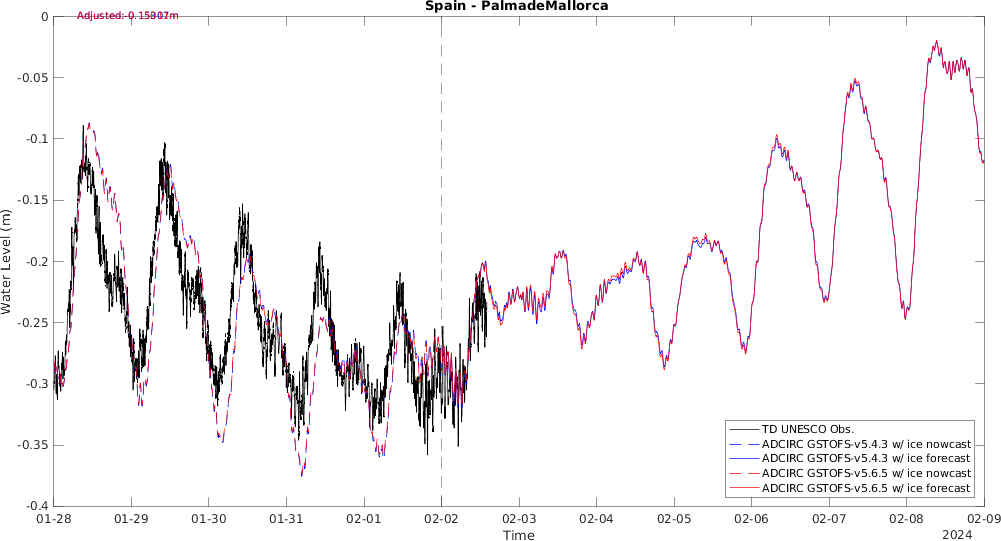 Spain - PalmadeMallorca
Adjusted:
0
-0.05
-0.1
-0.15
-0.2
-0.25
-0.3
-0.35
-0.4
Water Level (m)
TD UNESCO Obs.
ADCIRC GSTOFS-v5.4.3 w/ ice nowcast
ADCIRC GSTOFS-v5.4.3 w/ ice forecast
ADCIRC GSTOFS-v5.6.5 w/ ice nowcast
ADCIRC GSTOFS-v5.6.5 w/ ice forecast
01-28 01-29 01-30 01-31 02-01 02-02 02-03 02-04 02-05 02-06 02-07 02-08 02-09
Time
2024